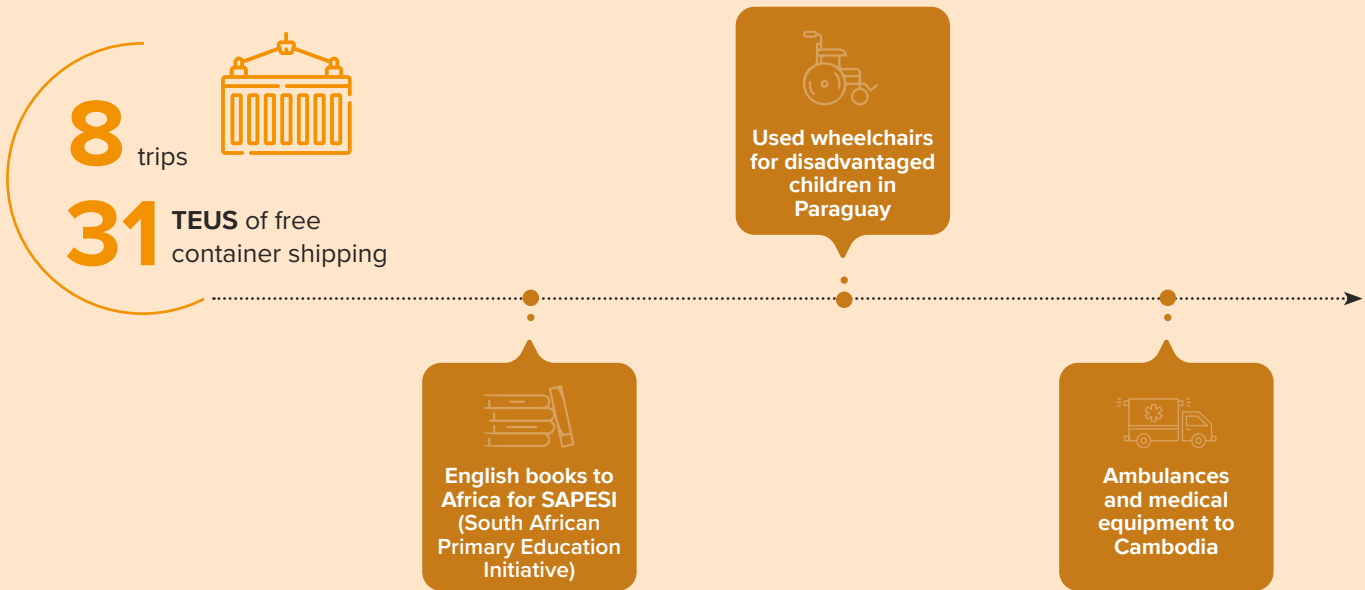 8 trips
31 TEUS of free
container shipping
Used wheelchairs
for disadvantaged
children in
Paraguay
English books to
Africa for SAPESI
(South African
Primary Education
Initiative)
Ambulances
and medical
equipment to
Cambodia